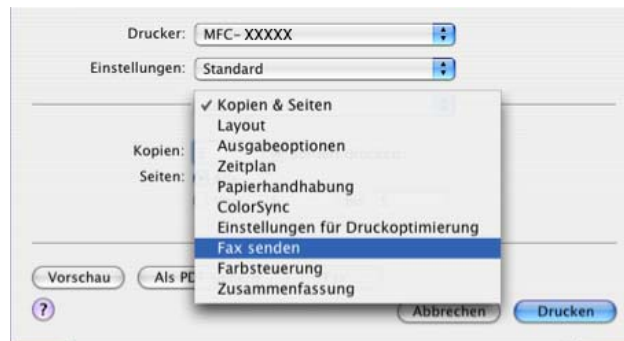 Drucker: MFC- XXXXX
Einstellungen: Standard
✓ Kopien & Seiten
Layout
Ausgabeoptionen
Kopien:
Zeitplan
Seiten:
Papierhandhabung
ColorSync
Einstellungen für Druckoptimierung
Fax senden
Farbsteuerung
Vorschau Als PD
Zusammenfassung
? Abbrechen Drucken